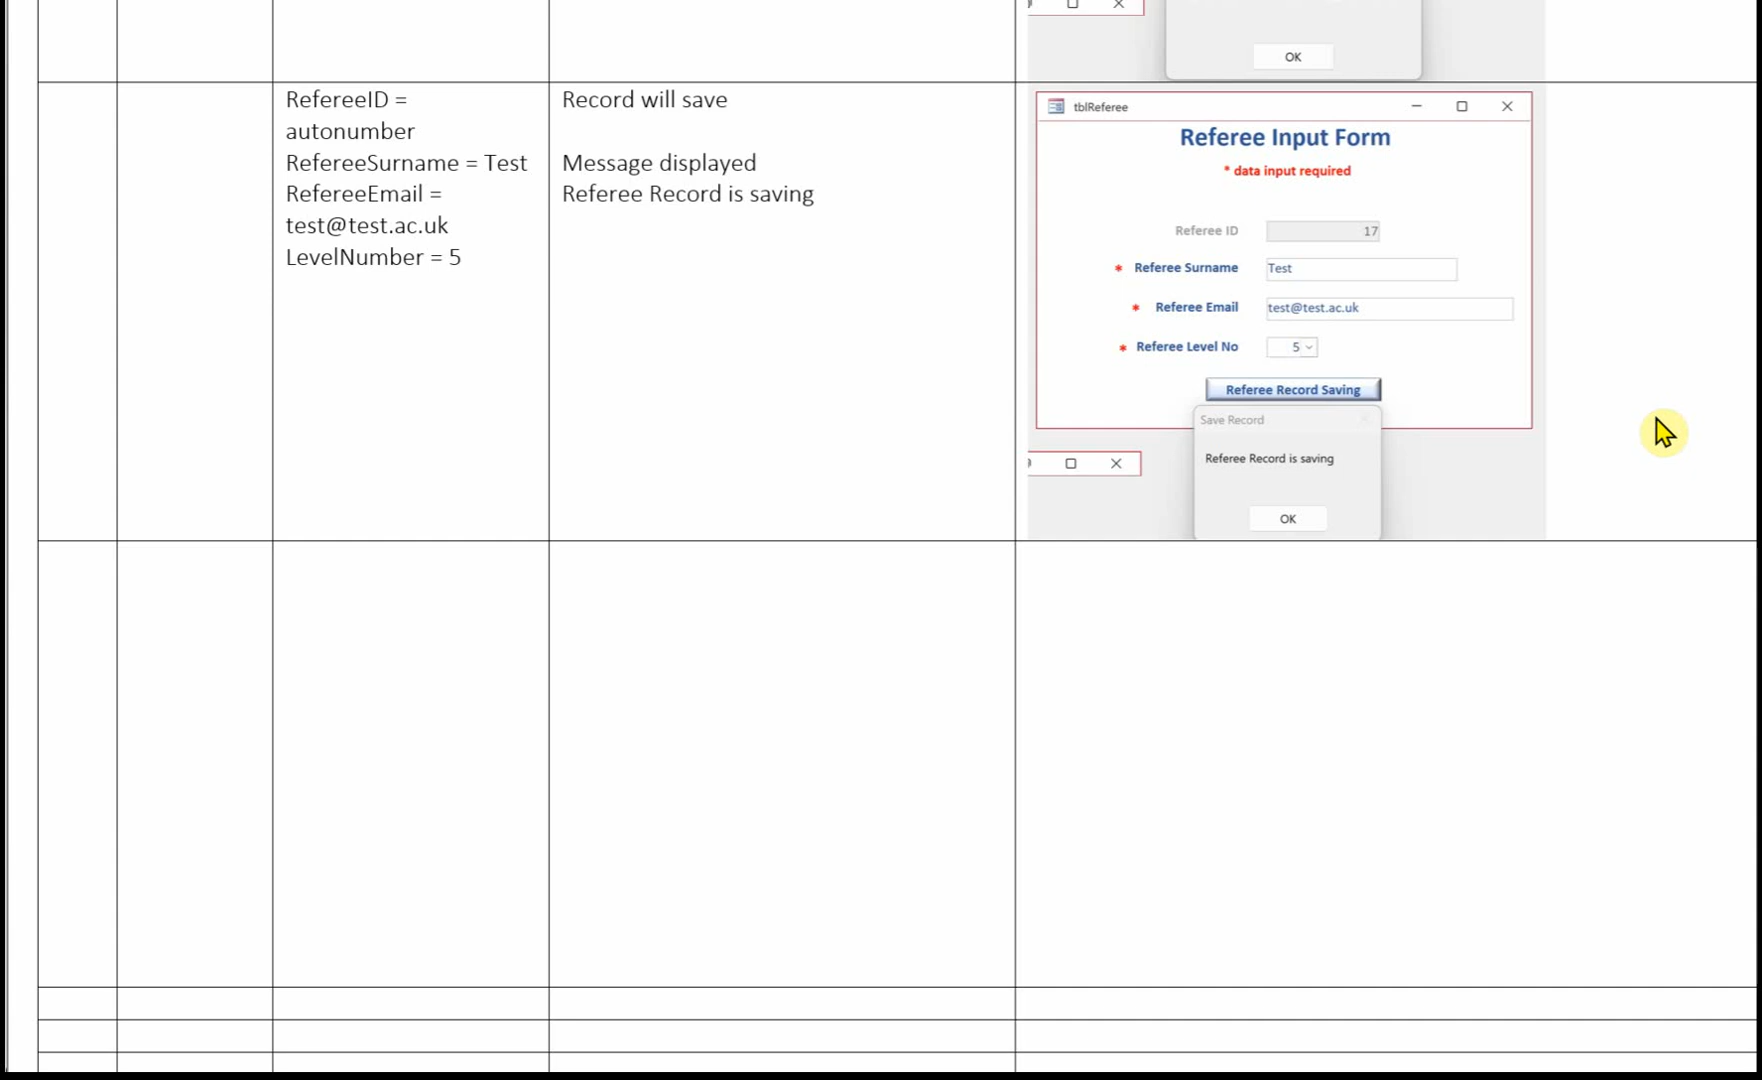 OK
RefereeID =
autonumber
RefereeSurname = Test
RefereeEmail =
test@test.ac.uk
LevelNumber = 5
Record will save
Message displayed
Referee Record is saving
tblReferee
Referee Input Form
* data input required
Referee ID 17
* Referee Surname Test
* Referee Email test@test.ac.uk
* Referee Level No 5
Referee Record Saving
Save Record
Referee Record is saving
OK